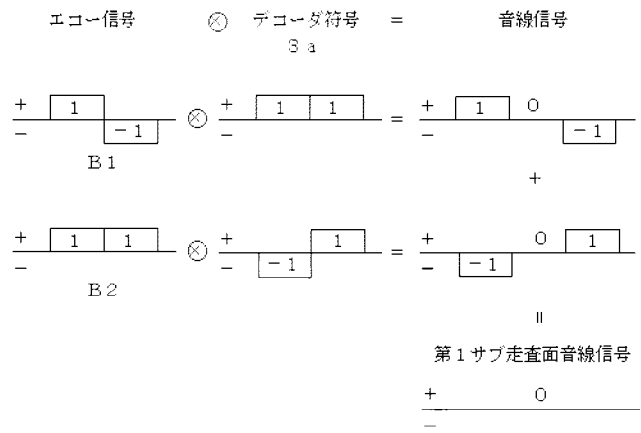 エコー信号 ⊗ デコーダ符号 = 音線信号
Sa
+ 1 ⊗ + 1 1 = + 1 0
− −1 − − −1
B1
+
+ 1 1 ⊗ + 1 = + 0 1
− − −1 − −1
B2
=
第1サブ走査面音線信号
+ 0
−